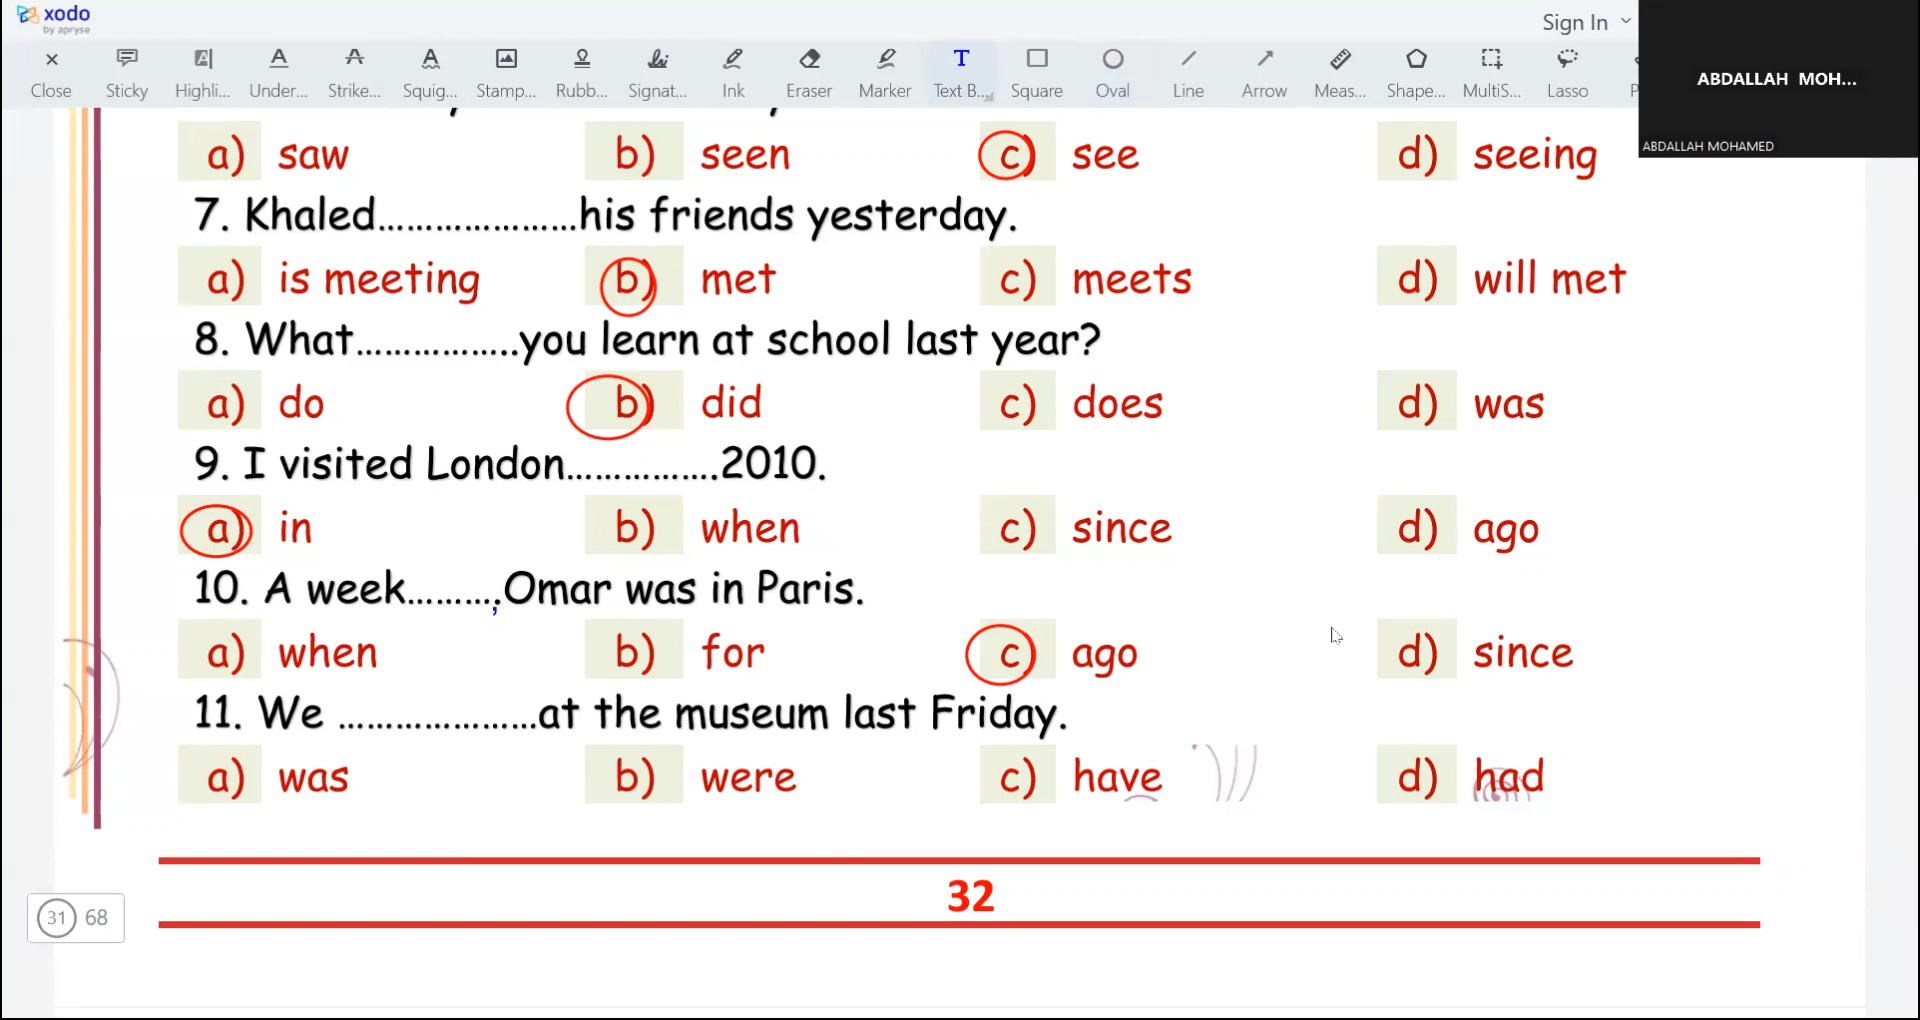 xodo
by apryse
Sign In
Close Sticky Highli... Under... Strike... Squig... Stamp... Rubb... Signat... Ink Eraser Marker Text B... Square Oval Line Arrow Meas... Shape... MultiS... Lasso
ABDALLAH MOH...
ABDALLAH MOHAMED
a) saw b) seen c) see d) seeing
7. Khaled.....................his friends yesterday.
a) is meeting b) met c) meets d) will met
8. What.................you learn at school last year?
a) do b) did c) does d) was
9. I visited London................2010.
a) in b) when c) since d) ago
10. A week.........,Omar was in Paris.
a) when b) for c) ago d) since
11. We .....................at the museum last Friday.
a) was b) were c) have d) had
32
31 68